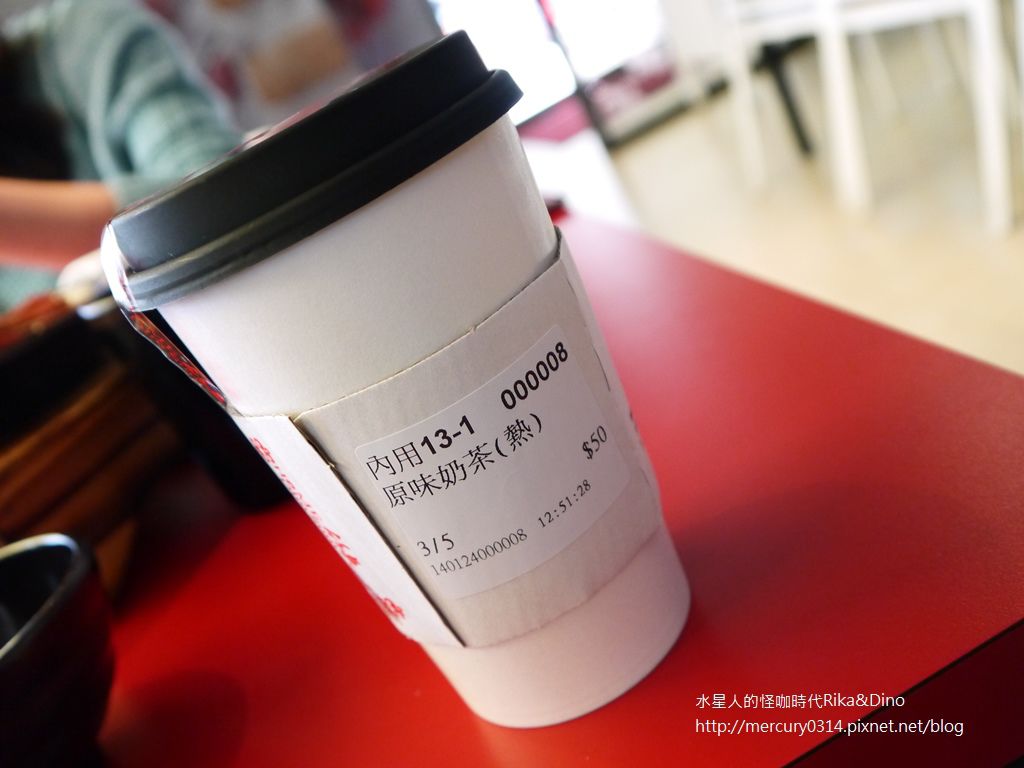 內用13-1 000008
原味奶茶(熱)
$50
3/5
140124000008 12:51:28
水星人的怪咖時代Rika&Dino
http://mercury0314.pixnet.net/blog